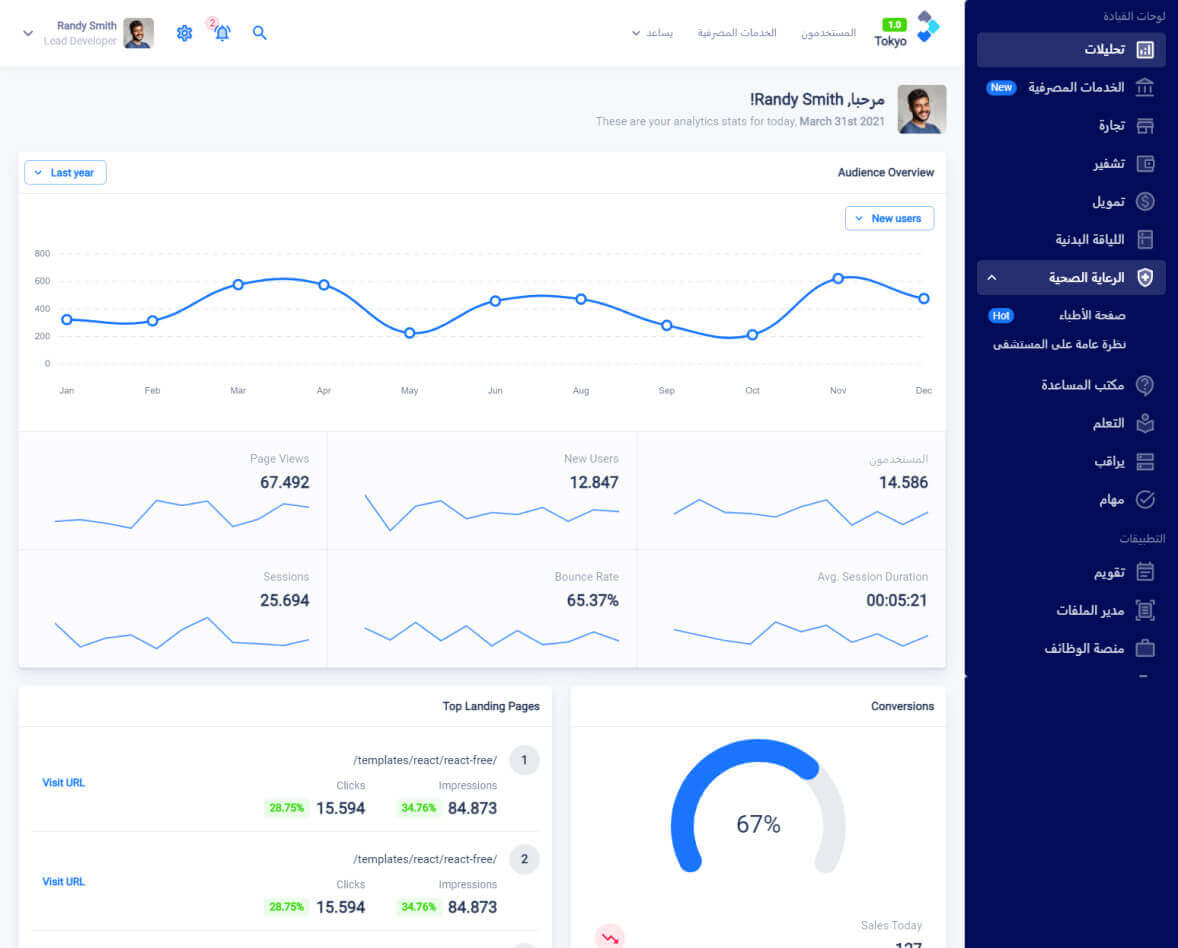 لوحات القيادة
تحليلات
الخدمات المصرفية New
تجارة
تشفير
تمويل
اللياقة البدنية
الرعاية الصحية
صفحة الأطباء Hot
نظرة عامة على المستشفى
مكتب المساعدة
التعلم
يراقب
مهام
التطبيقات
تقويم
مدير الملفات
منصة الوظائف
1.0
Tokyo
المستخدمون
الخدمات المصرفية
يساعد
2
Randy Smith
Lead Developer
مرحبا, Randy Smith!
These are your analytics stats for today, March 31st 2021
Audience Overview
Last year
New users
800
600
400
200
0
Jan Feb Mar Apr May Jun Aug Sep Oct Nov Dec
المستخدمون
14.586
New Users
12.847
Page Views
67.492
Avg. Session Duration
00:05:21
Bounce Rate
65.37%
Sessions
25.694
Conversions
67%
Sales Today
Top Landing Pages
1
/templates/react/react-free/
Impressions
34.76% 84.873
Clicks
28.75% 15.594
Visit URL
2
/templates/react/react-free/
Impressions
34.76% 84.873
Clicks
28.75% 15.594
Visit URL